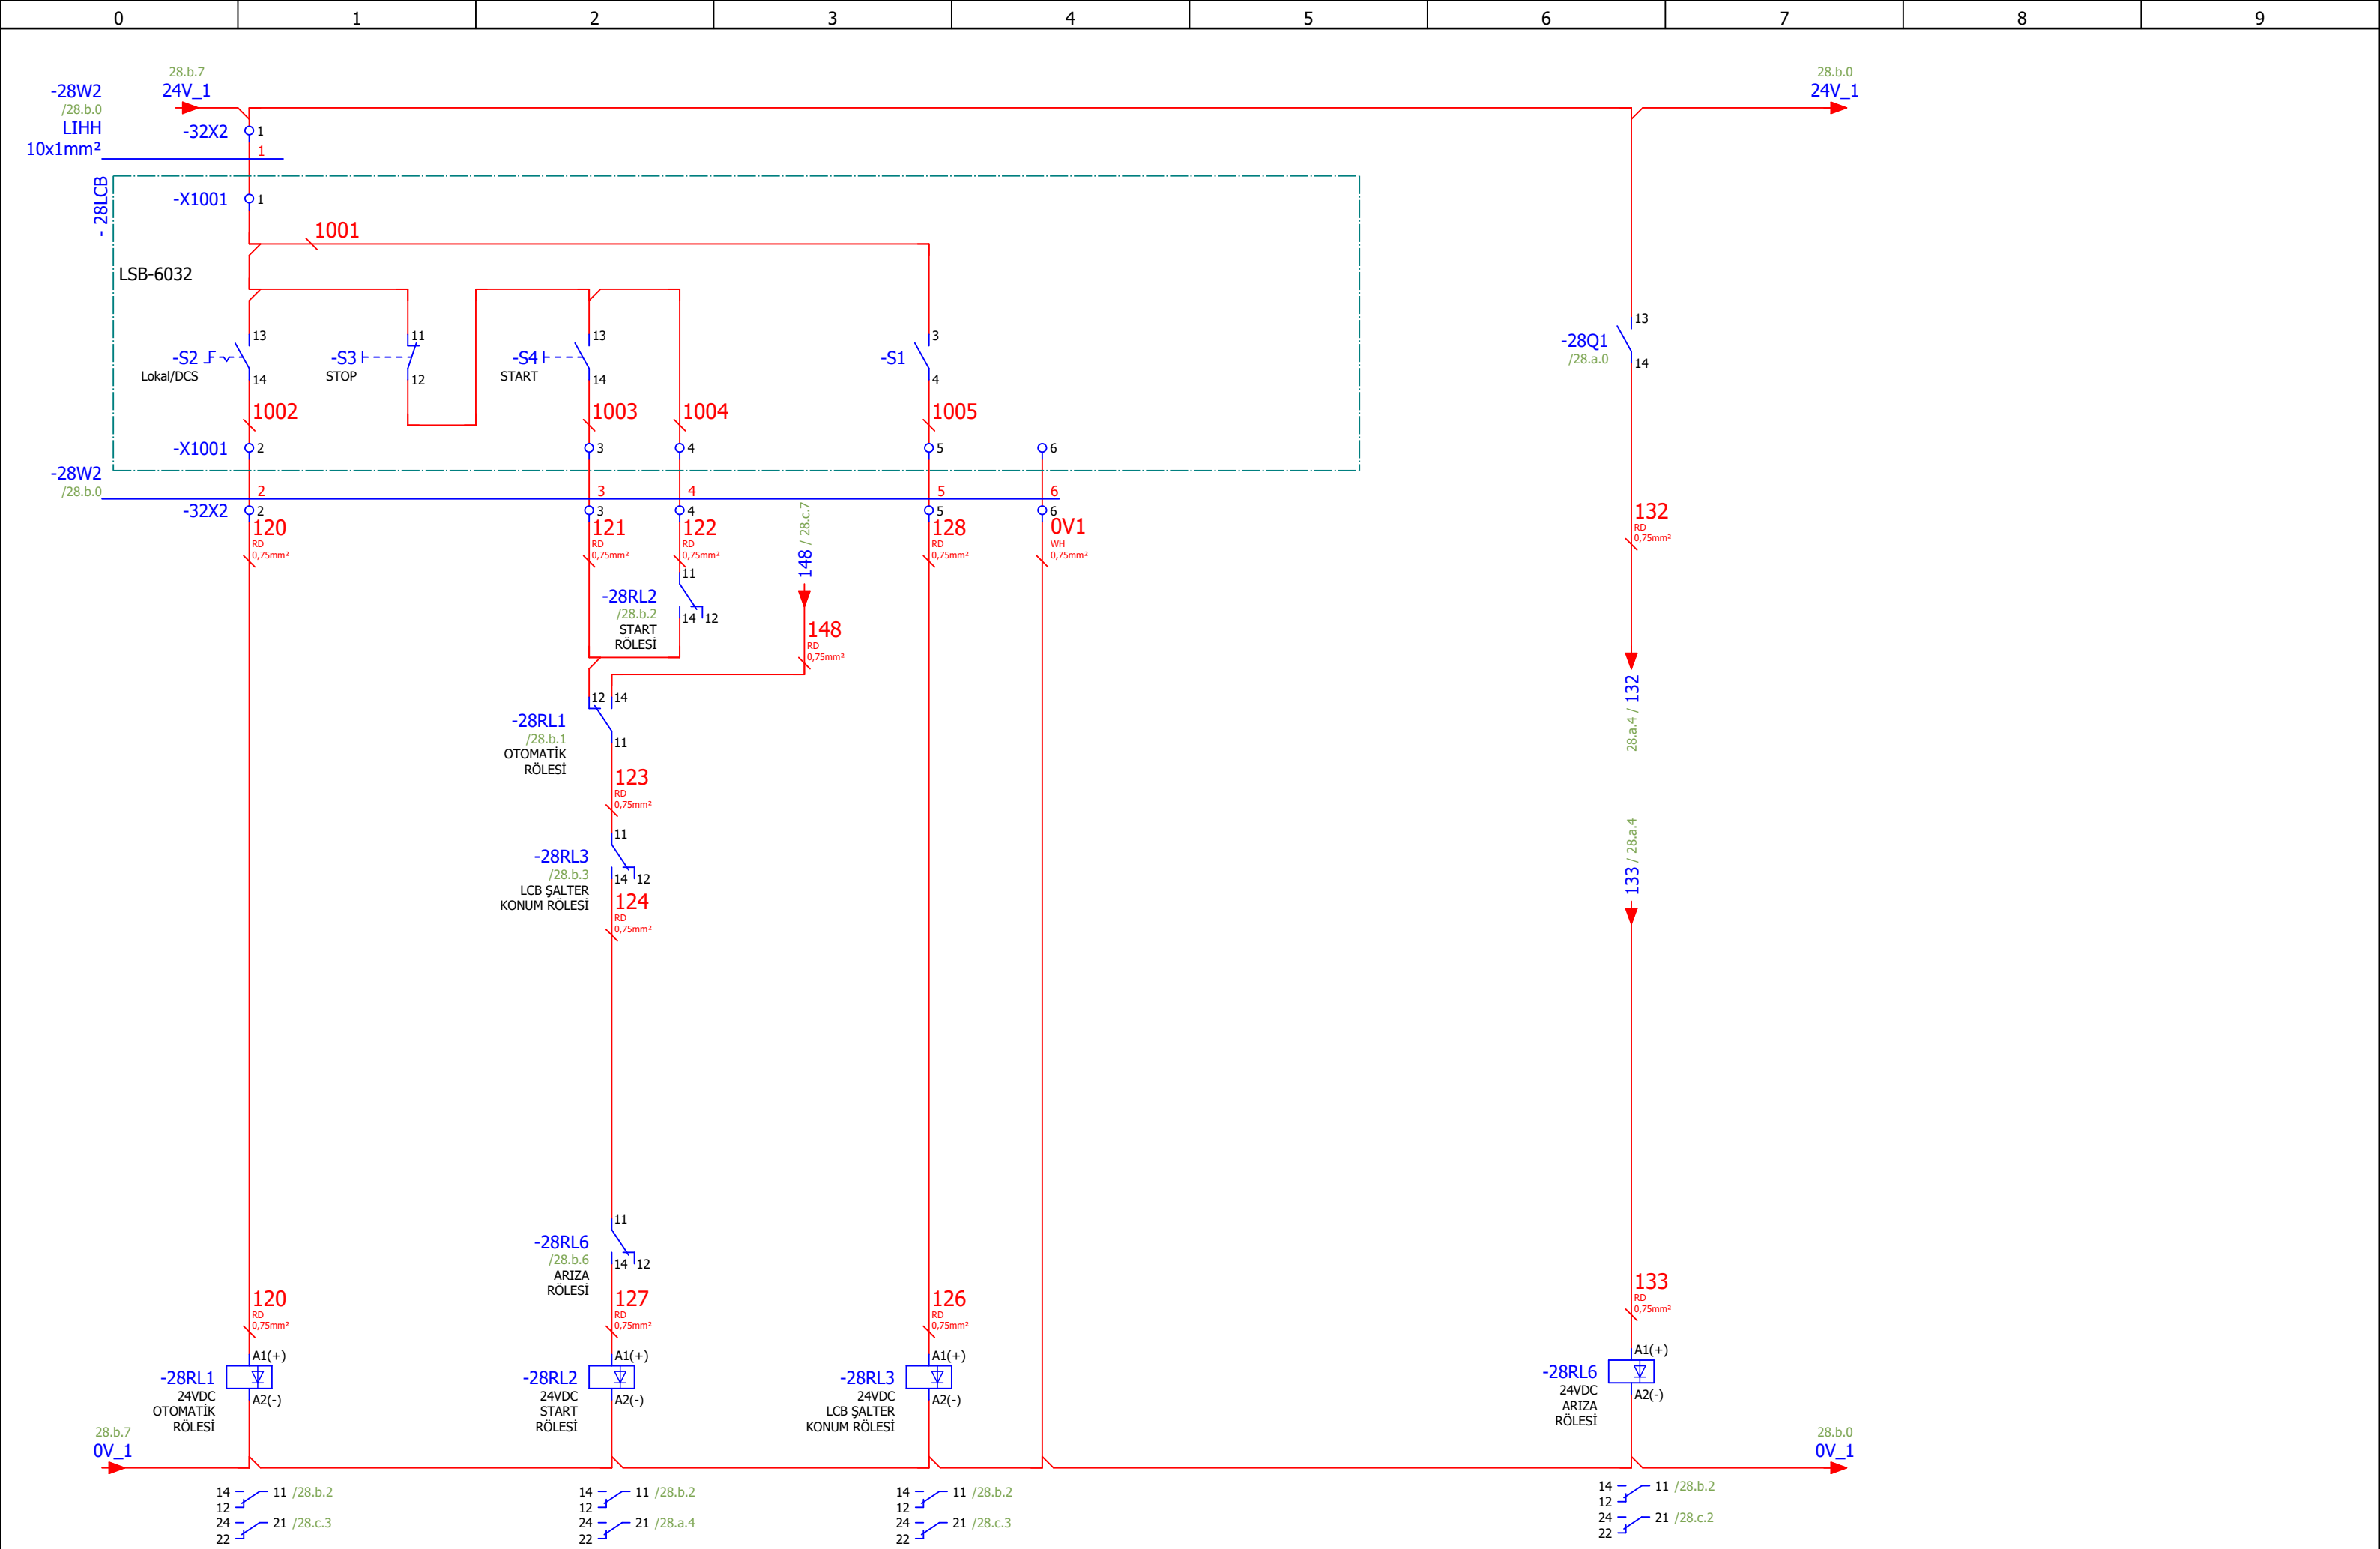 0 1 2 3 4 5 6 7 8 9
28.b.7
24V_1
28.b.0
24V_1
-28W2
/28.b.0
LIHH
10x1mm²
-32X2 1
1
- 28LCB
-X1001 1
1001
LSB-6032
-S2 13
Lokal/DCS 14
-S3 11
STOP 12
-S4 13
START 14
-S1 3
4
-28Q1 13
/28.a.0 14
1002
1003
1004
1005
-X1001 2 3 4 5 6
-28W2
/28.b.0
2 3 4 5 6
-32X2 2 3 4 5 6
120
RD
0,75mm²
121
RD
0,75mm²
122
RD
0,75mm²
148 / 28.c.7
128
RD
0,75mm²
0V1
WH
0,75mm²
132
RD
0,75mm²
11
-28RL2
/28.b.2
START
RÖLESİ
14 12
148
RD
0,75mm²
28.a.4 / 132
12 14
-28RL1
/28.b.1
OTOMATİK
RÖLESİ
11
123
RD
0,75mm²
11
-28RL3
/28.b.3
LCB ŞALTER
KONUM RÖLESİ
14 12
124
RD
0,75mm²
133 / 28.a.4
11
-28RL6
/28.b.6
ARIZA
RÖLESİ
14 12
120
RD
0,75mm²
127
RD
0,75mm²
126
RD
0,75mm²
133
RD
0,75mm²
A1(+)
-28RL1
24VDC
OTOMATİK
RÖLESİ
A2(-)
A1(+)
-28RL2
24VDC
START
RÖLESİ
A2(-)
A1(+)
-28RL3
24VDC
LCB ŞALTER
KONUM RÖLESİ
A2(-)
A1(+)
-28RL6
24VDC
ARIZA
RÖLESİ
A2(-)
28.b.7
0V_1
28.b.0
0V_1
14 11 /28.b.2
12
24 21 /28.c.3
22
14 11 /28.b.2
12
24 21 /28.a.4
22
14 11 /28.b.2
12
24 21 /28.c.3
22
14 11 /28.b.2
12
24 21 /28.c.2
22